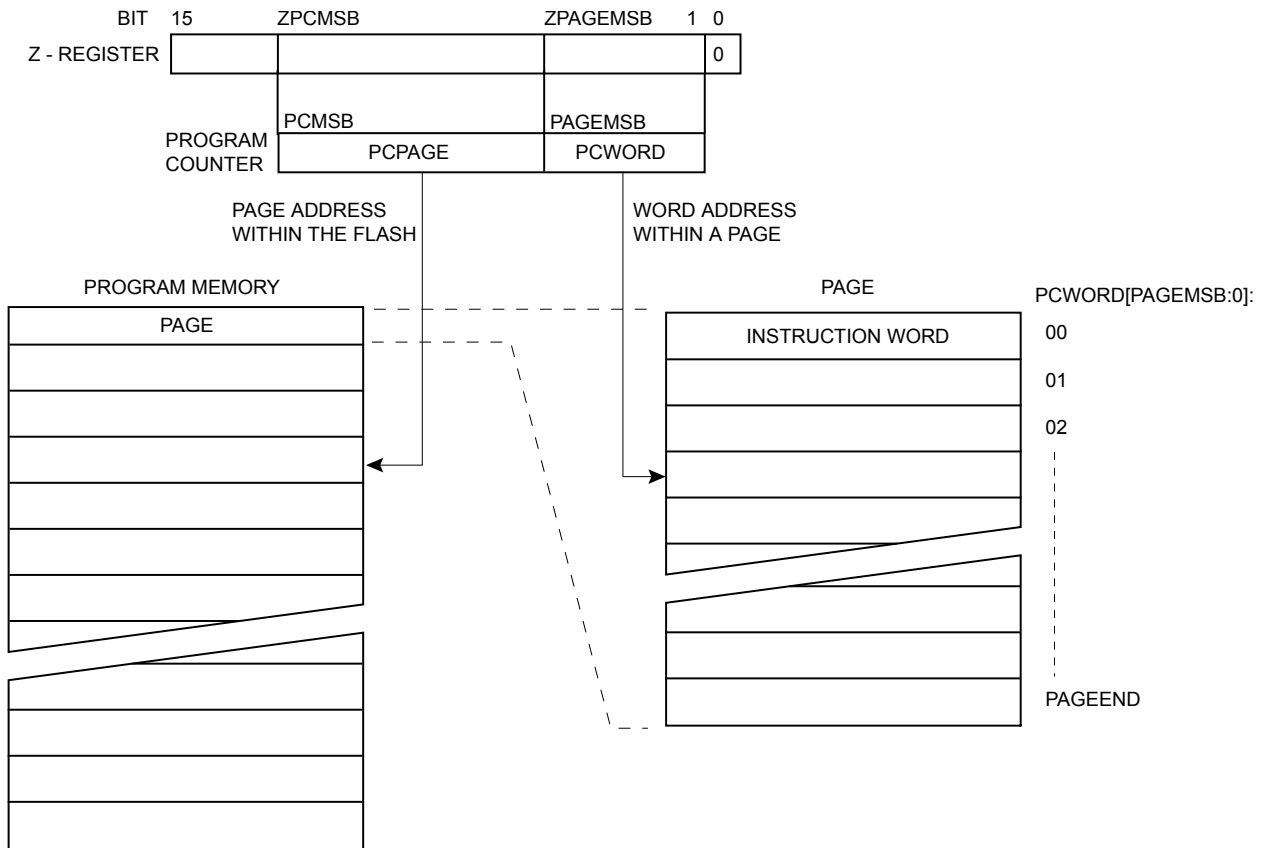 BIT 15 ZPCMSB ZPAGEMSB 1 0
Z - REGISTER 0
PCMSB PAGEMSB
PROGRAM
COUNTER
PCPAGE PCWORD
PAGE ADDRESS
WITHIN THE FLASH
WORD ADDRESS
WITHIN A PAGE
PROGRAM MEMORY
PAGE
PAGE
PCWORD[PAGEMSB:0]:
INSTRUCTION WORD
00
01
02
PAGEEND